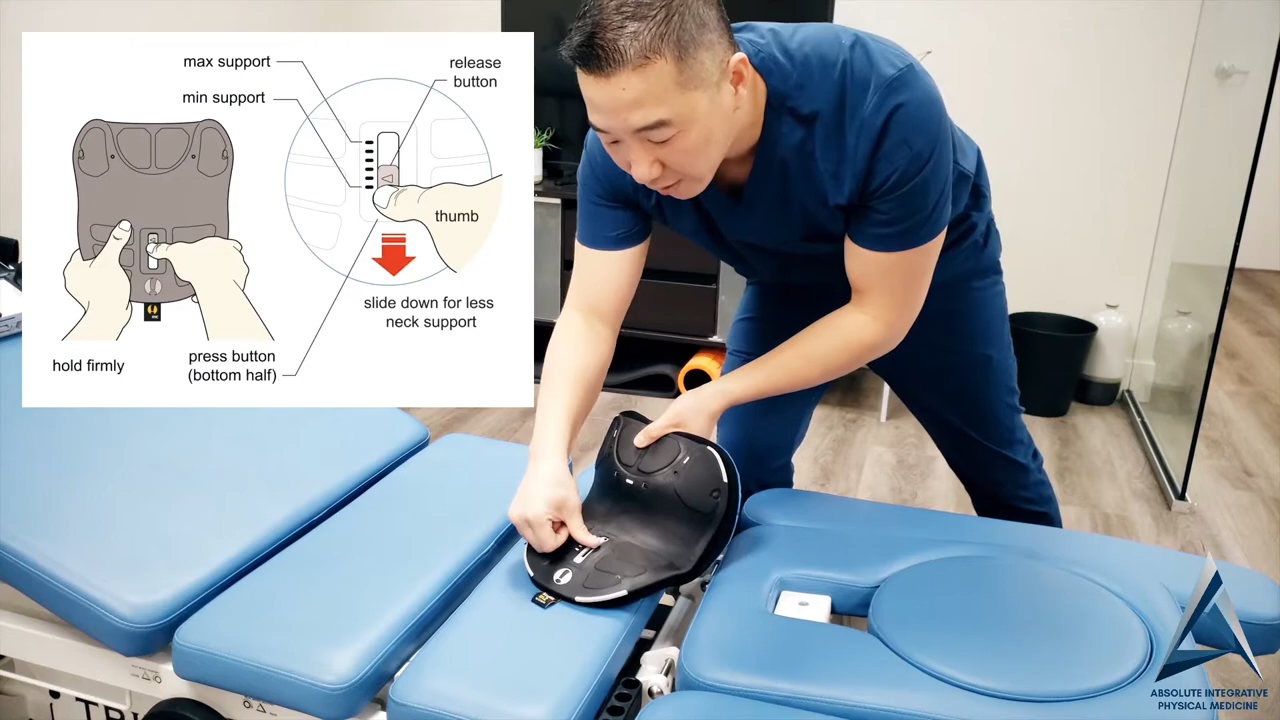 max support
min support
release
button
thumb
slide down for less
neck support
hold firmly
press button
(bottom half)
ABSOLUTE INTEGRATIVE
PHYSICAL MEDICINE